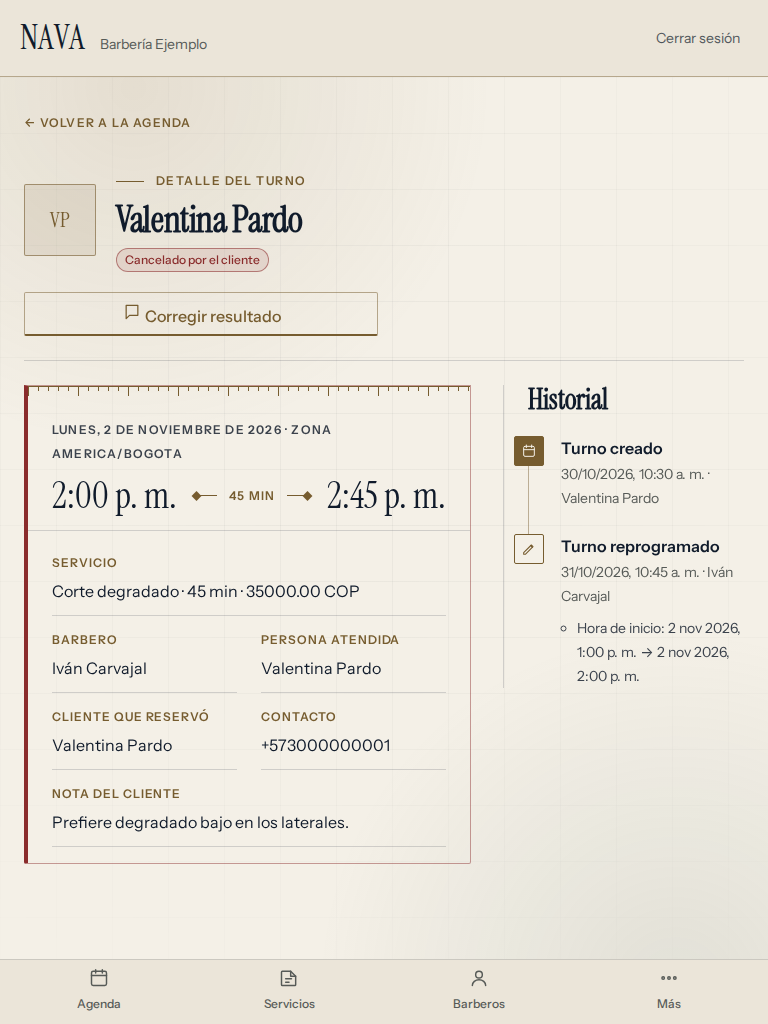 NAVA
Barbería Ejemplo
Cerrar sesión
← VOLVER A LA AGENDA
VP
DETALLE DEL TURNO
Valentina Pardo
Cancelado por el cliente
Corregir resultado
LUNES, 2 DE NOVIEMBRE DE 2026 · ZONA
AMERICA/BOGOTA
2:00 p. m.
45 MIN
2:45 p. m.
SERVICIO
Corte degradado · 45 min · 35000.00 COP
BARBERO
Iván Carvajal
PERSONA ATENDIDA
Valentina Pardo
CLIENTE QUE RESERVÓ
Valentina Pardo
CONTACTO
+573000000001
NOTA DEL CLIENTE
Prefiere degradado bajo en los laterales.
Historial
Turno creado
30/10/2026, 10:30 a. m. ·
Valentina Pardo
Turno reprogramado
31/10/2026, 10:45 a. m. · Iván
Carvajal
Hora de inicio: 2 nov 2026,
1:00 p. m. → 2 nov 2026,
2:00 p. m.
Agenda
Servicios
Barberos
Más